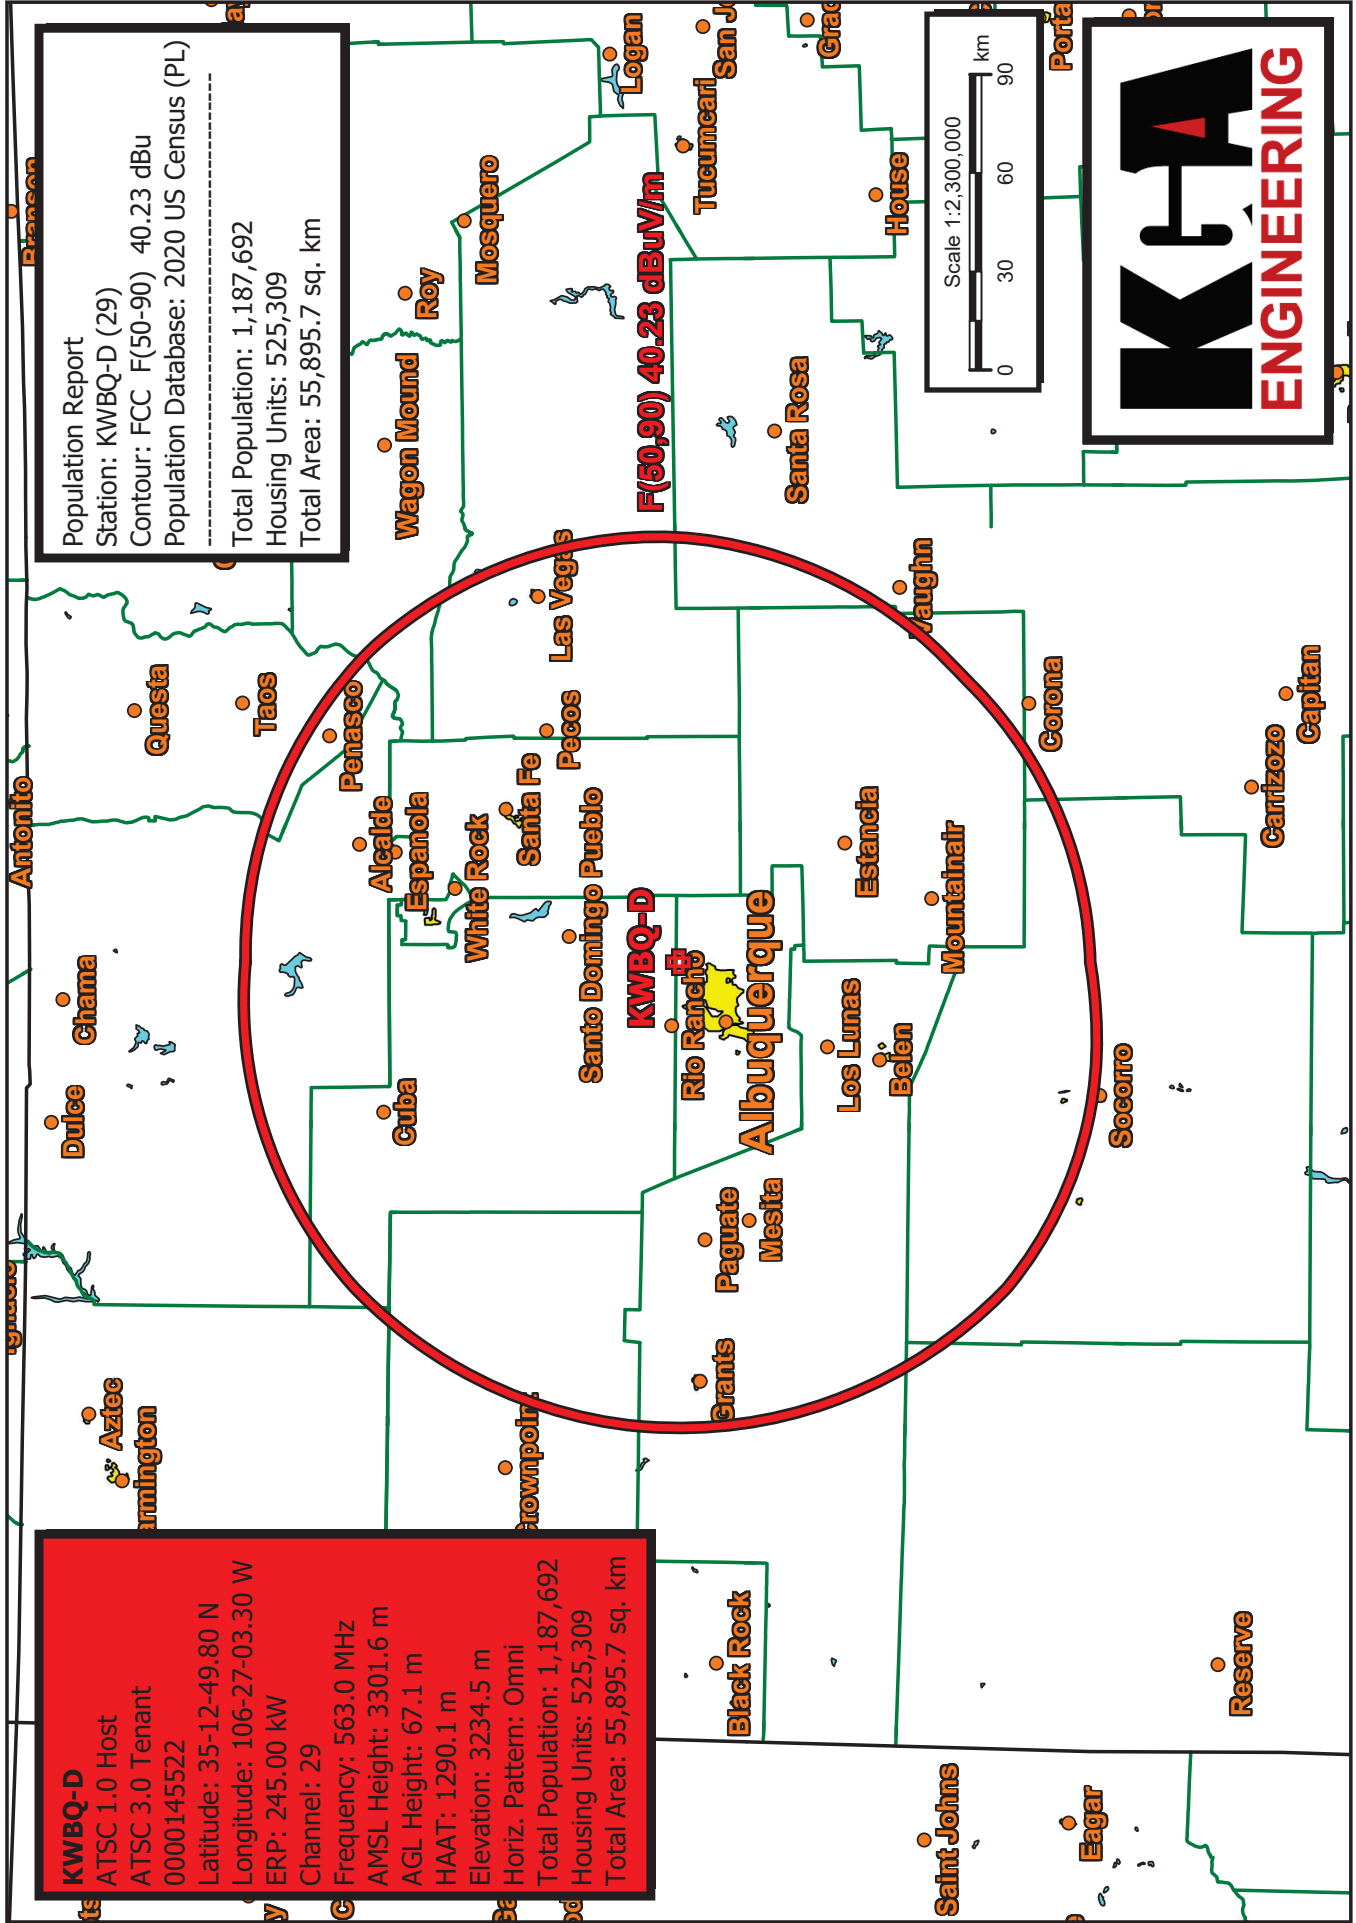 KWBQ-D
ATSC 1.0 Host
ATSC 3.0 Tenant
0000145522
Latitude: 35-12-49.80 N
Longitude: 106-27-03.30 W
ERP: 245.00 kW
Channel: 29
Frequency: 563.0 MHz
AMSL Height: 3301.6 m
AGL Height: 67.1 m
HAAT: 1290.1 m
Elevation: 3234.5 m
Horiz. Pattern: Omni
Total Population: 1,187,692
Housing Units: 525,309
Total Area: 55,895.7 sq. km
Population Report
Station: KWBQ-D (29)
Contour: FCC F(50-90) 40.23 dBu
Population Database: 2020 US Census (PL)
Total Population: 1,187,692
Housing Units: 525,309
Total Area: 55,895.7 sq. km
Antonito
Branson
Dulce
Chama
Questa
Taos
Aztec
armington
Penasco
Alcalde
Espanola
Cuba
Wagon Mound
Roy
Mosquero
Logan
White Rock
Santa Fe
Pecos
Las Vegas
Crownpoint
Santo Domingo Pueblo
KWBQ-D
F(50,90) 40.23 dBuV/m
Rio Rancho
Tucumcari
San J
Grants
Paguate
Mesita
Albuquerque
Black Rock
Santa Rosa
Grad
Los Lunas
Estancia
House
Belen
Vaughn
Mountainair
Saint Johns
Corona
Porta
Eagar
Socorro
Reserve
Carrizozo
Capitan
Scale 1:2,300,000
0 30 60 90
km
KGA
ENGINEERING